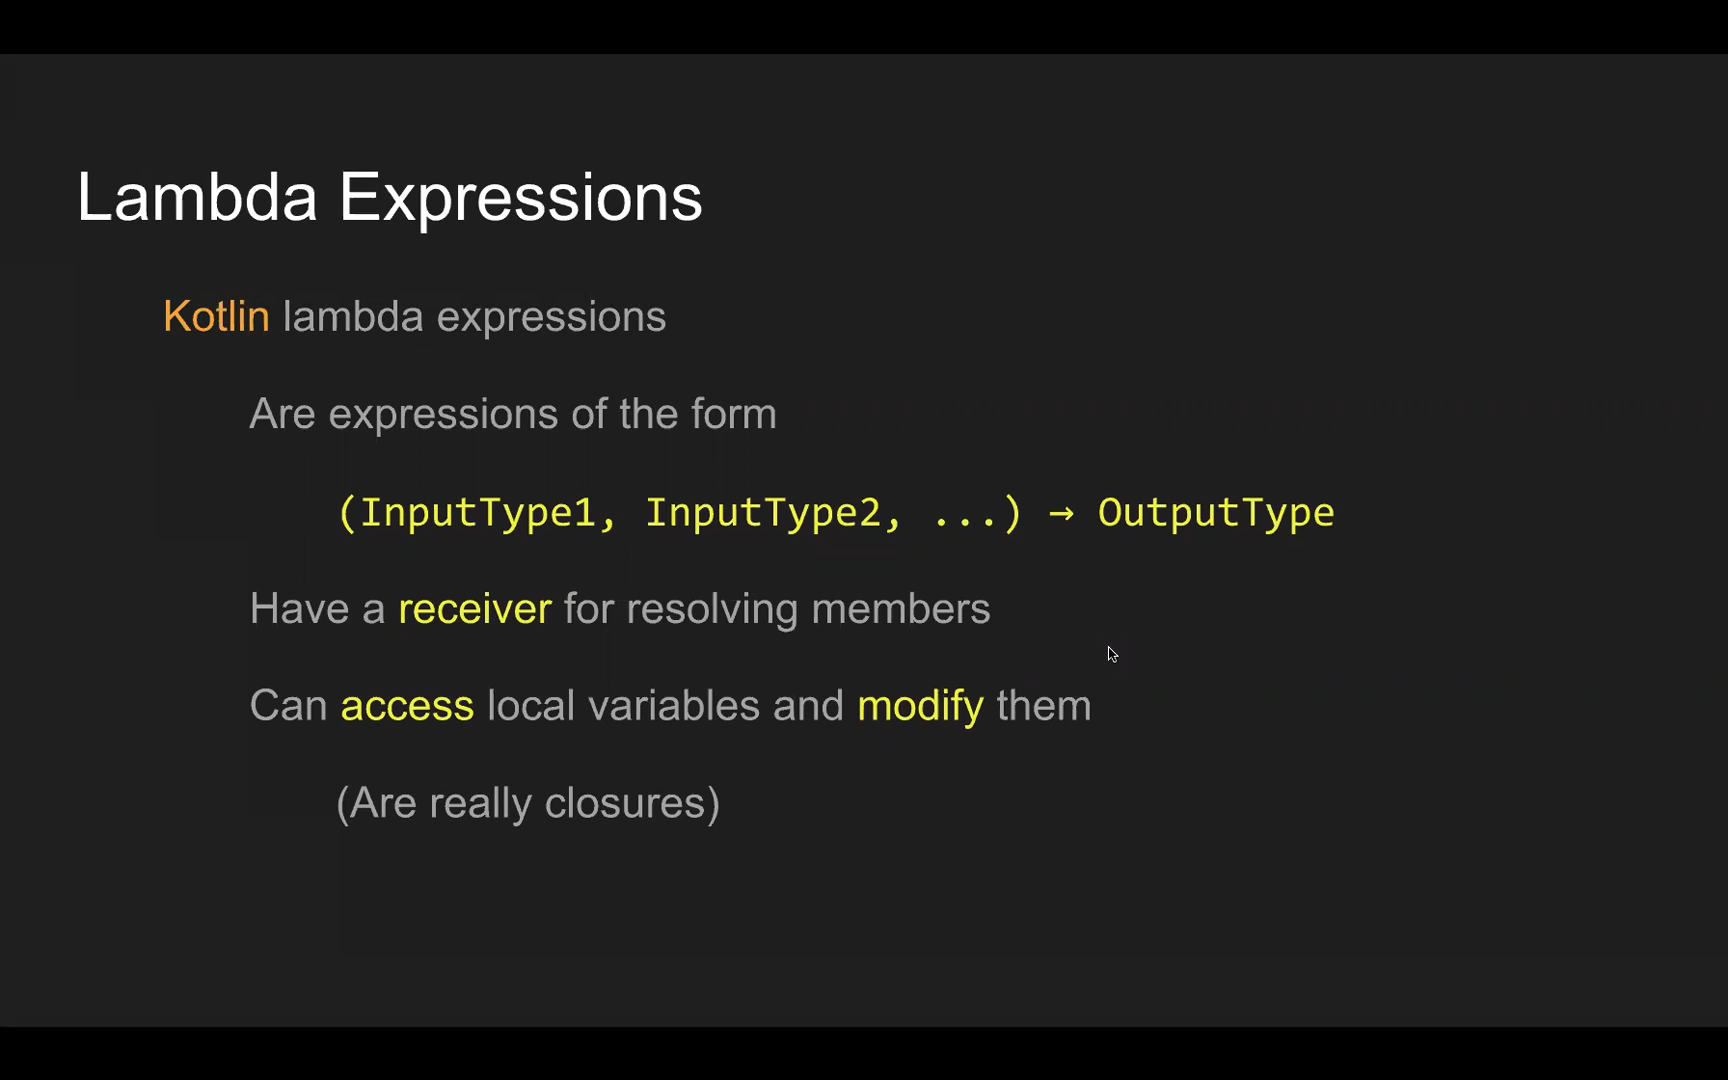 Lambda Expressions
Kotlin lambda expressions
Are expressions of the form
(InputType1, InputType2, ...) → OutputType
Have a receiver for resolving members
Can access local variables and modify them
(Are really closures)